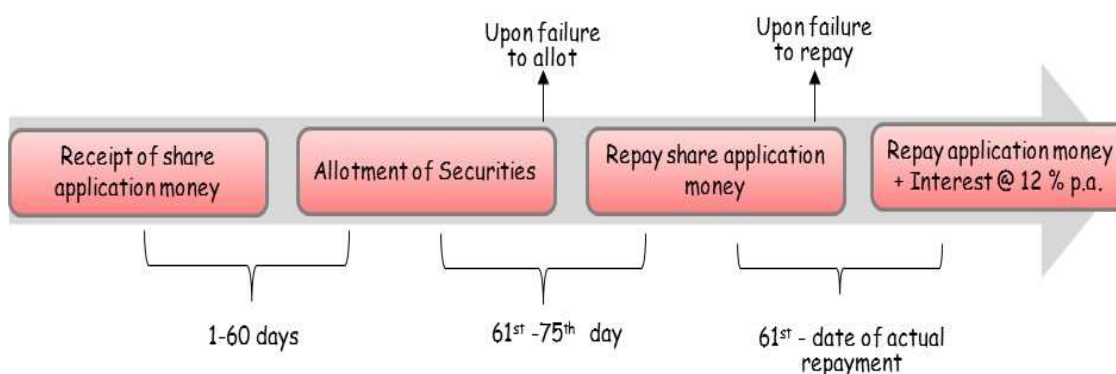 Upon failure
to allot
Upon failure
to repay
Receipt of share
application money
Allotment of Securities
Repay share application
money
Repay application money
+ Interest @ 12 % p.a.
1-60 days
61st -75th day
61st - date of actual
repayment